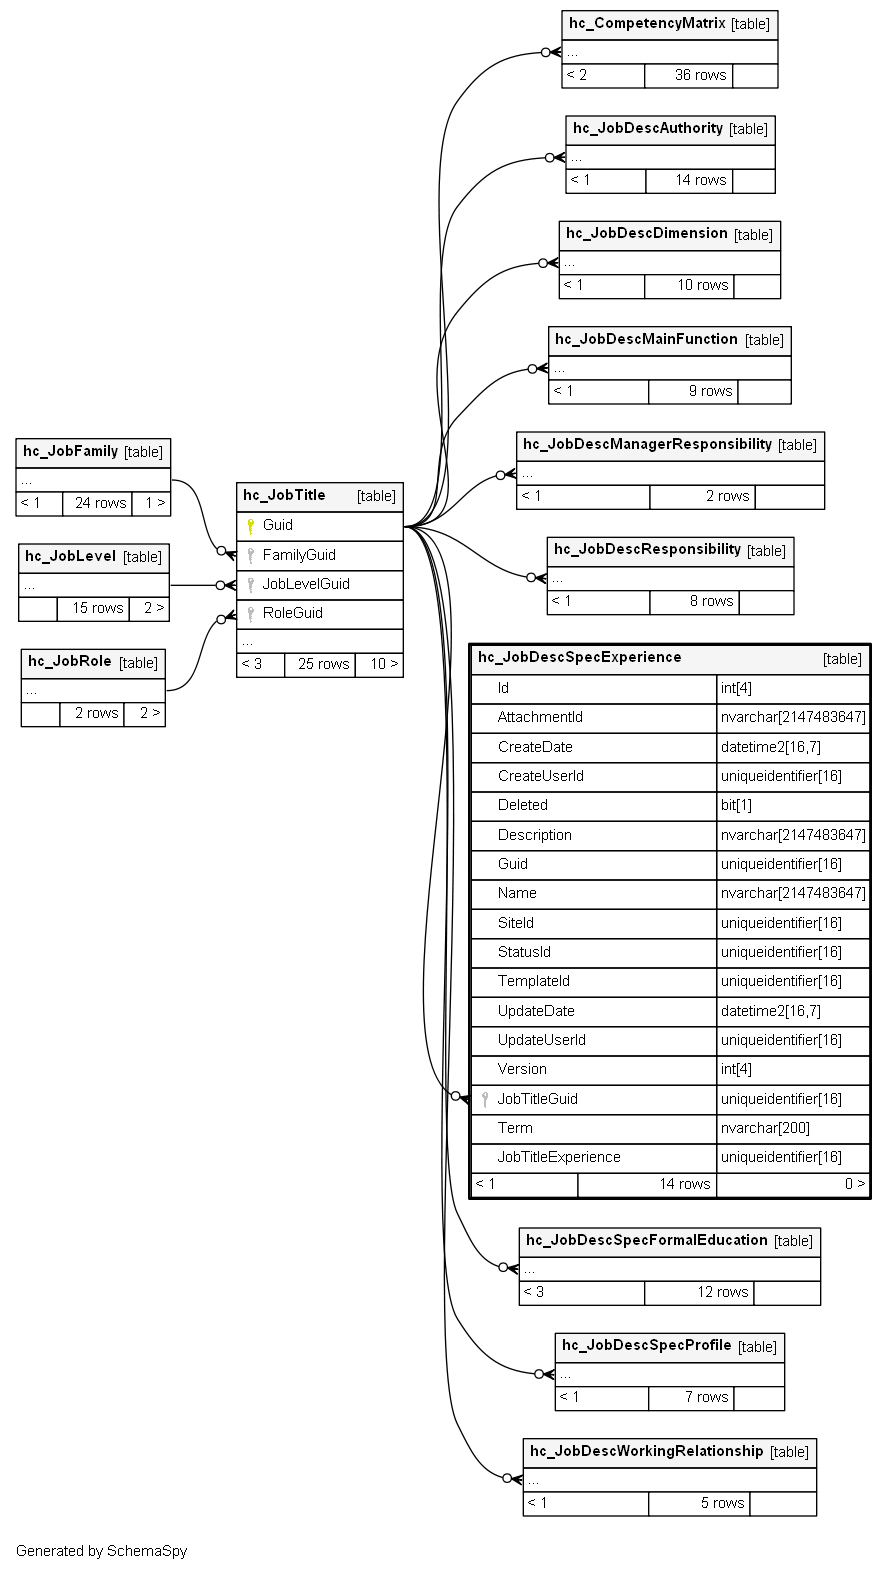 hc_CompetencyMatrix [table]
...
< 2 36 rows
hc_JobDescAuthority [table]
...
< 1 14 rows
hc_JobDescDimension [table]
...
< 1 10 rows
hc_JobDescMainFunction [table]
...
< 1 9 rows
hc_JobDescManagerResponsibility [table]
...
< 1 2 rows
hc_JobDescResponsibility [table]
...
< 1 8 rows
hc_JobFamily [table]
...
< 1 24 rows 1 >
hc_JobLevel [table]
...
15 rows 2 >
hc_JobRole [table]
...
2 rows 2 >
hc_JobTitle [table]
Guid
FamilyGuid
JobLevelGuid
RoleGuid
...
< 3 25 rows 10 >
hc_JobDescSpecExperience [table]
Id int[4]
AttachmentId nvarchar[2147483647]
CreateDate datetime2[16,7]
CreateUserId uniqueidentifier[16]
Deleted bit[1]
Description nvarchar[2147483647]
Guid uniqueidentifier[16]
Name nvarchar[2147483647]
SiteId uniqueidentifier[16]
StatusId uniqueidentifier[16]
TemplateId uniqueidentifier[16]
UpdateDate datetime2[16,7]
UpdateUserId uniqueidentifier[16]
Version int[4]
JobTitleGuid uniqueidentifier[16]
Term nvarchar[200]
JobTitleExperience uniqueidentifier[16]
< 1 14 rows 0 >
hc_JobDescSpecFormalEducation [table]
...
< 3 12 rows
hc_JobDescSpecProfile [table]
...
< 1 7 rows
hc_JobDescWorkingRelationship [table]
...
< 1 5 rows
Generated by SchemaSpy